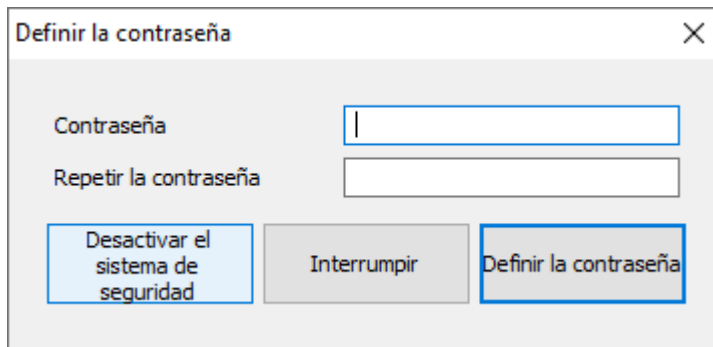 Definir la contraseña
Contraseña
Repetir la contraseña
Desactivar el
sistema de
seguridad
Interrumpir
Definir la contraseña